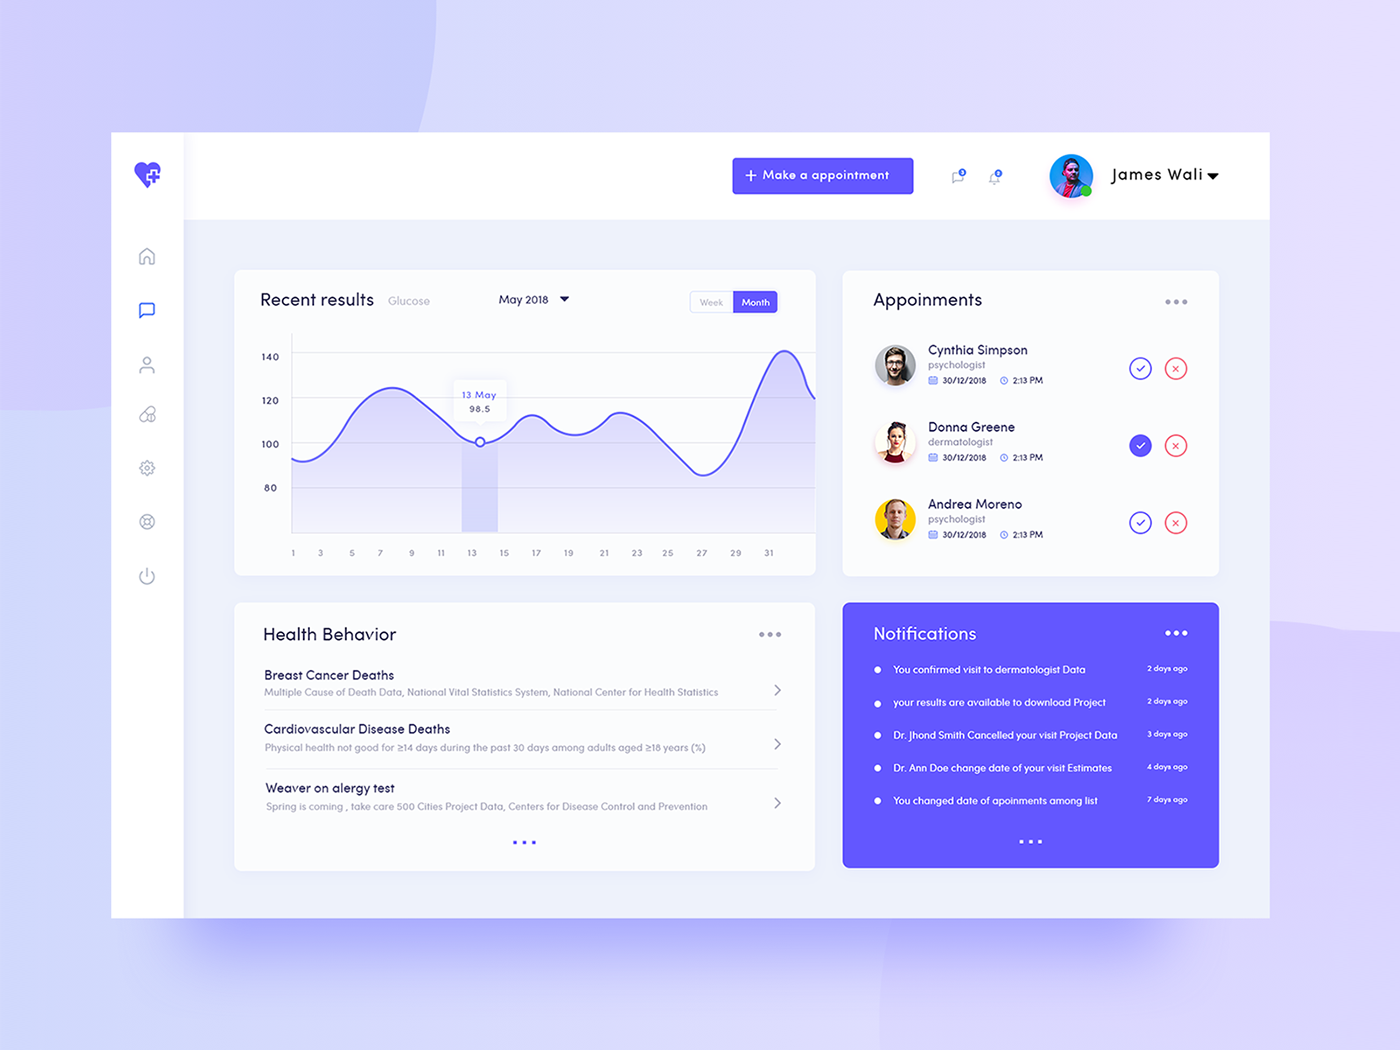 + Make a appointment
3
James Wali
Recent results Glucose
May 2018
Week Month
140
120
100
80
13 May
98.5
1 3 5 7 9 11 13 15 17 19 21 23 25 27 29 31
Appoinments
Cynthia Simpson
psychologist
30/12/2018 2:13 PM
Donna Greene
dermatologist
30/12/2018 2:13 PM
Andrea Moreno
psychologist
30/12/2018 2:13 PM
Health Behavior
Breast Cancer Deaths
Multiple Cause of Death Data, National Vital Statistics System, National Center for Health Statistics
Cardiovascular Disease Deaths
Physical health not good for ≥14 days during the past 30 days among adults aged ≥18 years (%)
Weaver on alergy test
Spring is coming , take care 500 Cities Project Data, Centers for Disease Control and Prevention
Notifications
You confirmed visit to dermatologist Data 2 days ago
your results are available to download Project 2 days ago
Dr. Jhond Smith Cancelled your visit Project Data 3 days ago
Dr. Ann Doe change date of your visit Estimates 4 days ago
You changed date of apoinments among list 7 days ago